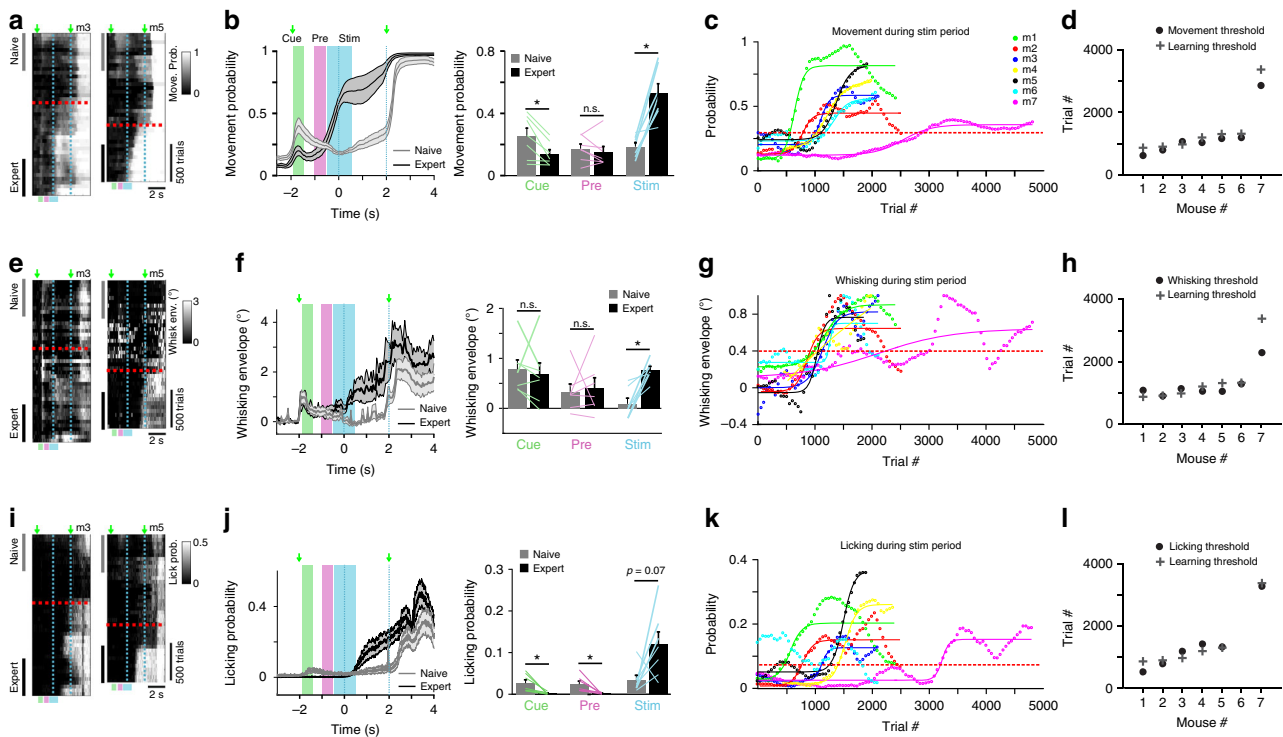 a
m3
m5
Naive
Expert
Move. Prob.
1
0
500 trials
2 s
b
Cue
Pre
Stim
Movement probability
1
0.5
0
−2
0
2
4
Time (s)
Naive
Expert
Movement probability
0.8
0.4
0
Naive
Expert
*
n.s.
*
Cue
Pre
Stim
c
Movement during stim period
Probability
1
0.5
0
0
1000
2000
3000
4000
5000
Trial #
m1
m2
m3
m4
m5
m6
m7
d
Movement threshold
Learning threshold
Trial #
4000
2000
0
1 2 3 4 5 6 7
Mouse #
e
m3
m5
Naive
Expert
Whisk env. (°)
3
0
500 trials
2 s
f
Whisking envelope (°)
4
2
0
−2
0
2
4
Time (s)
Naive
Expert
Whisking envelope (°)
2
1
0
Naive
Expert
n.s.
n.s.
*
Cue
Pre
Stim
g
Whisking during stim period
Whisking envelope (°)
0.8
0.4
0
−0.4
0
1000
2000
3000
4000
5000
Trial #
h
Whisking threshold
Learning threshold
Trial #
4000
2000
0
1 2 3 4 5 6 7
Mouse #
i
m3
m5
Naive
Expert
Lick prob.
0.5
0
500 trials
2 s
j
Licking probability
0.4
0
−2
0
2
4
Time (s)
Naive
Expert
Licking probability
0.3
0.2
0.1
0
Naive
Expert
*
*
p = 0.07
Cue
Pre
Stim
k
Licking during stim period
Probability
0.4
0.2
0
0
1000
2000
3000
4000
5000
Trial #
l
Licking threshold
Learning threshold
Trial #
4000
2000
0
1 2 3 4 5 6 7
Mouse #